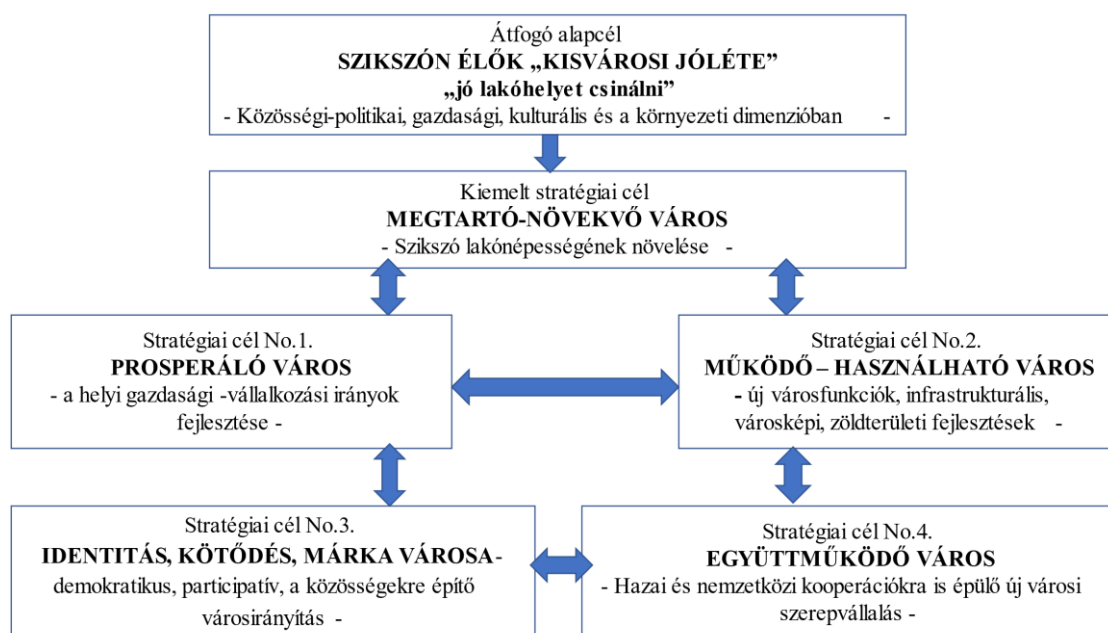 Átfogó alapcél
SZIKSZÓN ÉLŐK „KISVÁROSI JÓLÉTE”
„jó lakóhelyet csinálni”
- Közösségi-politikai, gazdasági, kulturális és a környezeti dimenzióban -
Kiemelt stratégiai cél
MEGTARTÓ-NÖVEKVŐ VÁROS
- Szikszó lakónépességének növelése -
Stratégiai cél No.1.
PROSPERÁLÓ VÁROS
- a helyi gazdasági -vállalkozási irányok
fejlesztése -
Stratégiai cél No.2.
MŰKÖDŐ – HASZNÁLHATÓ VÁROS
- új városfunkciók, infrastrukturális,
városképi, zöldterületi fejlesztések -
Stratégiai cél No.3.
IDENTITÁS, KÖTŐDÉS, MÁRKA VÁROSA-
demokratikus, participatív, a közösségekre építő
városirányítás -
Stratégiai cél No.4.
EGYÜTTMŰKÖDŐ VÁROS
- Hazai és nemzetközi kooperációkra is épülő új városi
szerepvállalás -